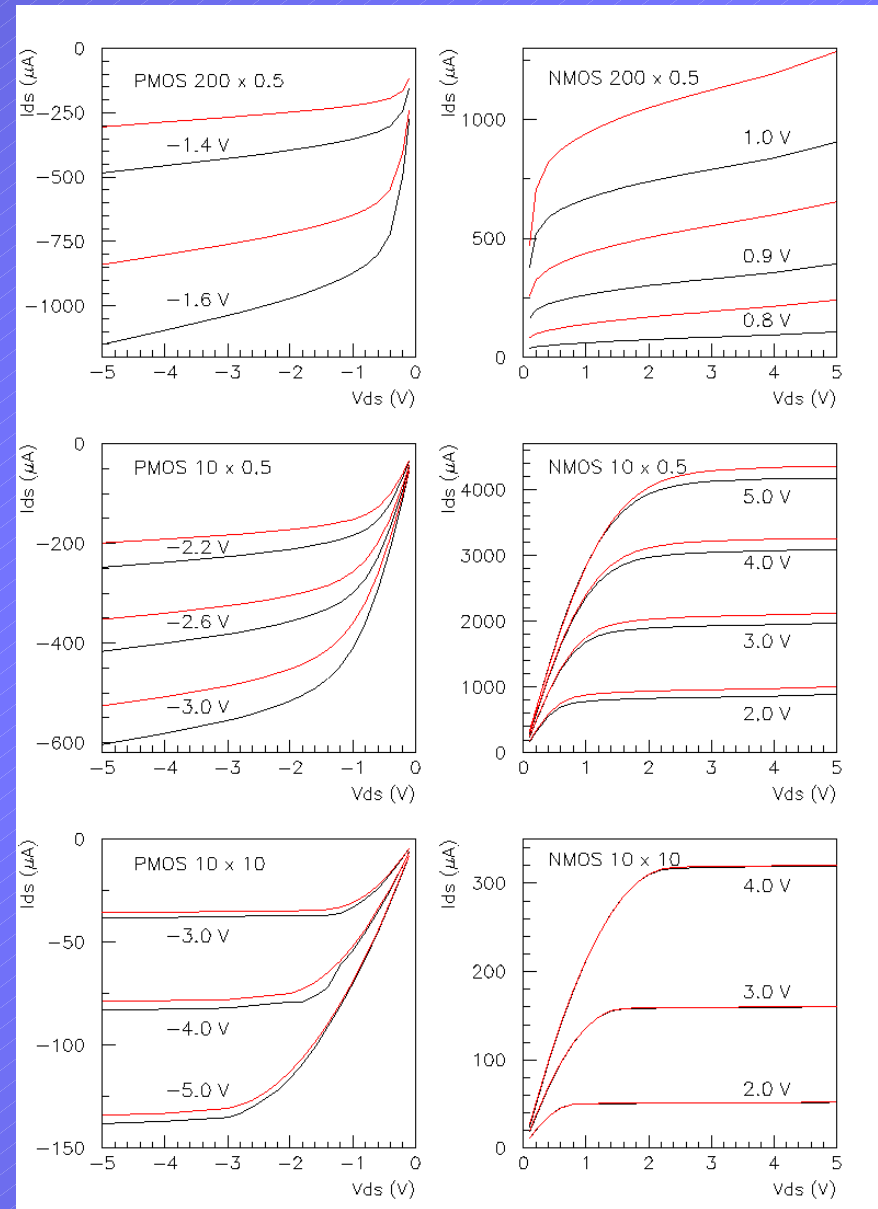 PMOS 200 x 0.5
Ids (μA)
0
−250
−500
−750
−1000
−1.4 V
−1.6 V
−5 −4 −3 −2 −1 0
Vds (V)
NMOS 200 x 0.5
Ids (μA)
1000
500
0
1.0 V
0.9 V
0.8 V
0 1 2 3 4 5
Vds (V)
PMOS 10 x 0.5
Ids (μA)
0
−200
−400
−600
−2.2 V
−2.6 V
−3.0 V
−5 −4 −3 −2 −1 0
Vds (V)
NMOS 10 x 0.5
Ids (μA)
4000
3000
2000
1000
0
5.0 V
4.0 V
3.0 V
2.0 V
0 1 2 3 4 5
Vds (V)
PMOS 10 x 10
Ids (μA)
0
−50
−100
−150
−3.0 V
−4.0 V
−5.0 V
−5 −4 −3 −2 −1 0
Vds (V)
NMOS 10 x 10
Ids (μA)
300
200
100
0
4.0 V
3.0 V
2.0 V
0 1 2 3 4 5
Vds (V)